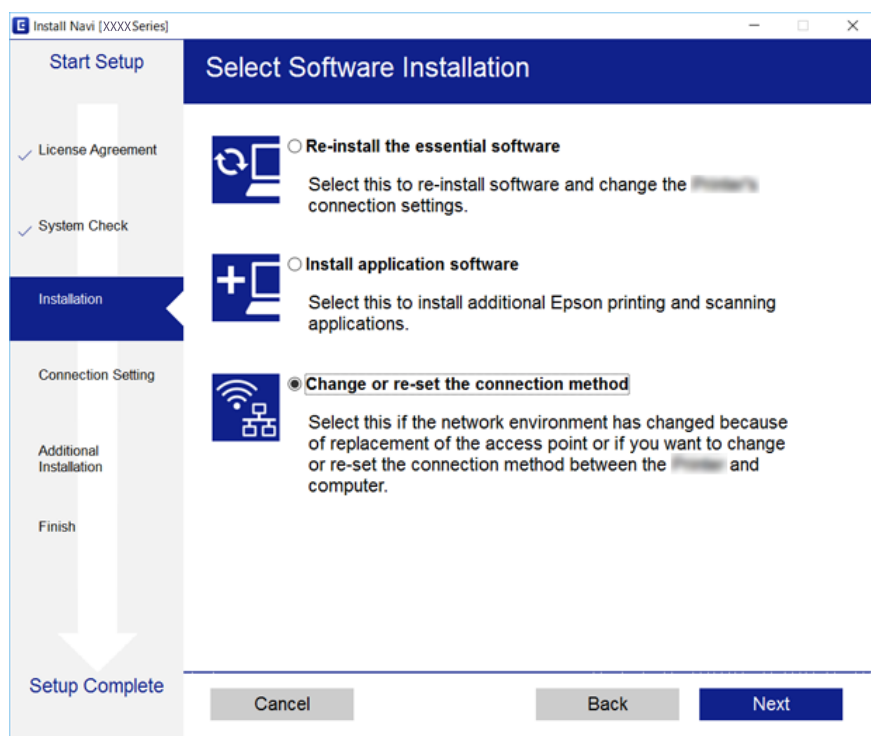 Install Navi [XXXXSeries]
Start Setup
License Agreement
System Check
Installation
Connection Setting
Additional
Installation
Finish
Setup Complete
Select Software Installation
Re-install the essential software
Select this to re-install software and change the
connection settings.
Install application software
Select this to install additional Epson printing and scanning
applications.
Change or re-set the connection method
Select this if the network environment has changed because
of replacement of the access point or if you want to change
or re-set the connection method between the and
computer.
Cancel
Back
Next